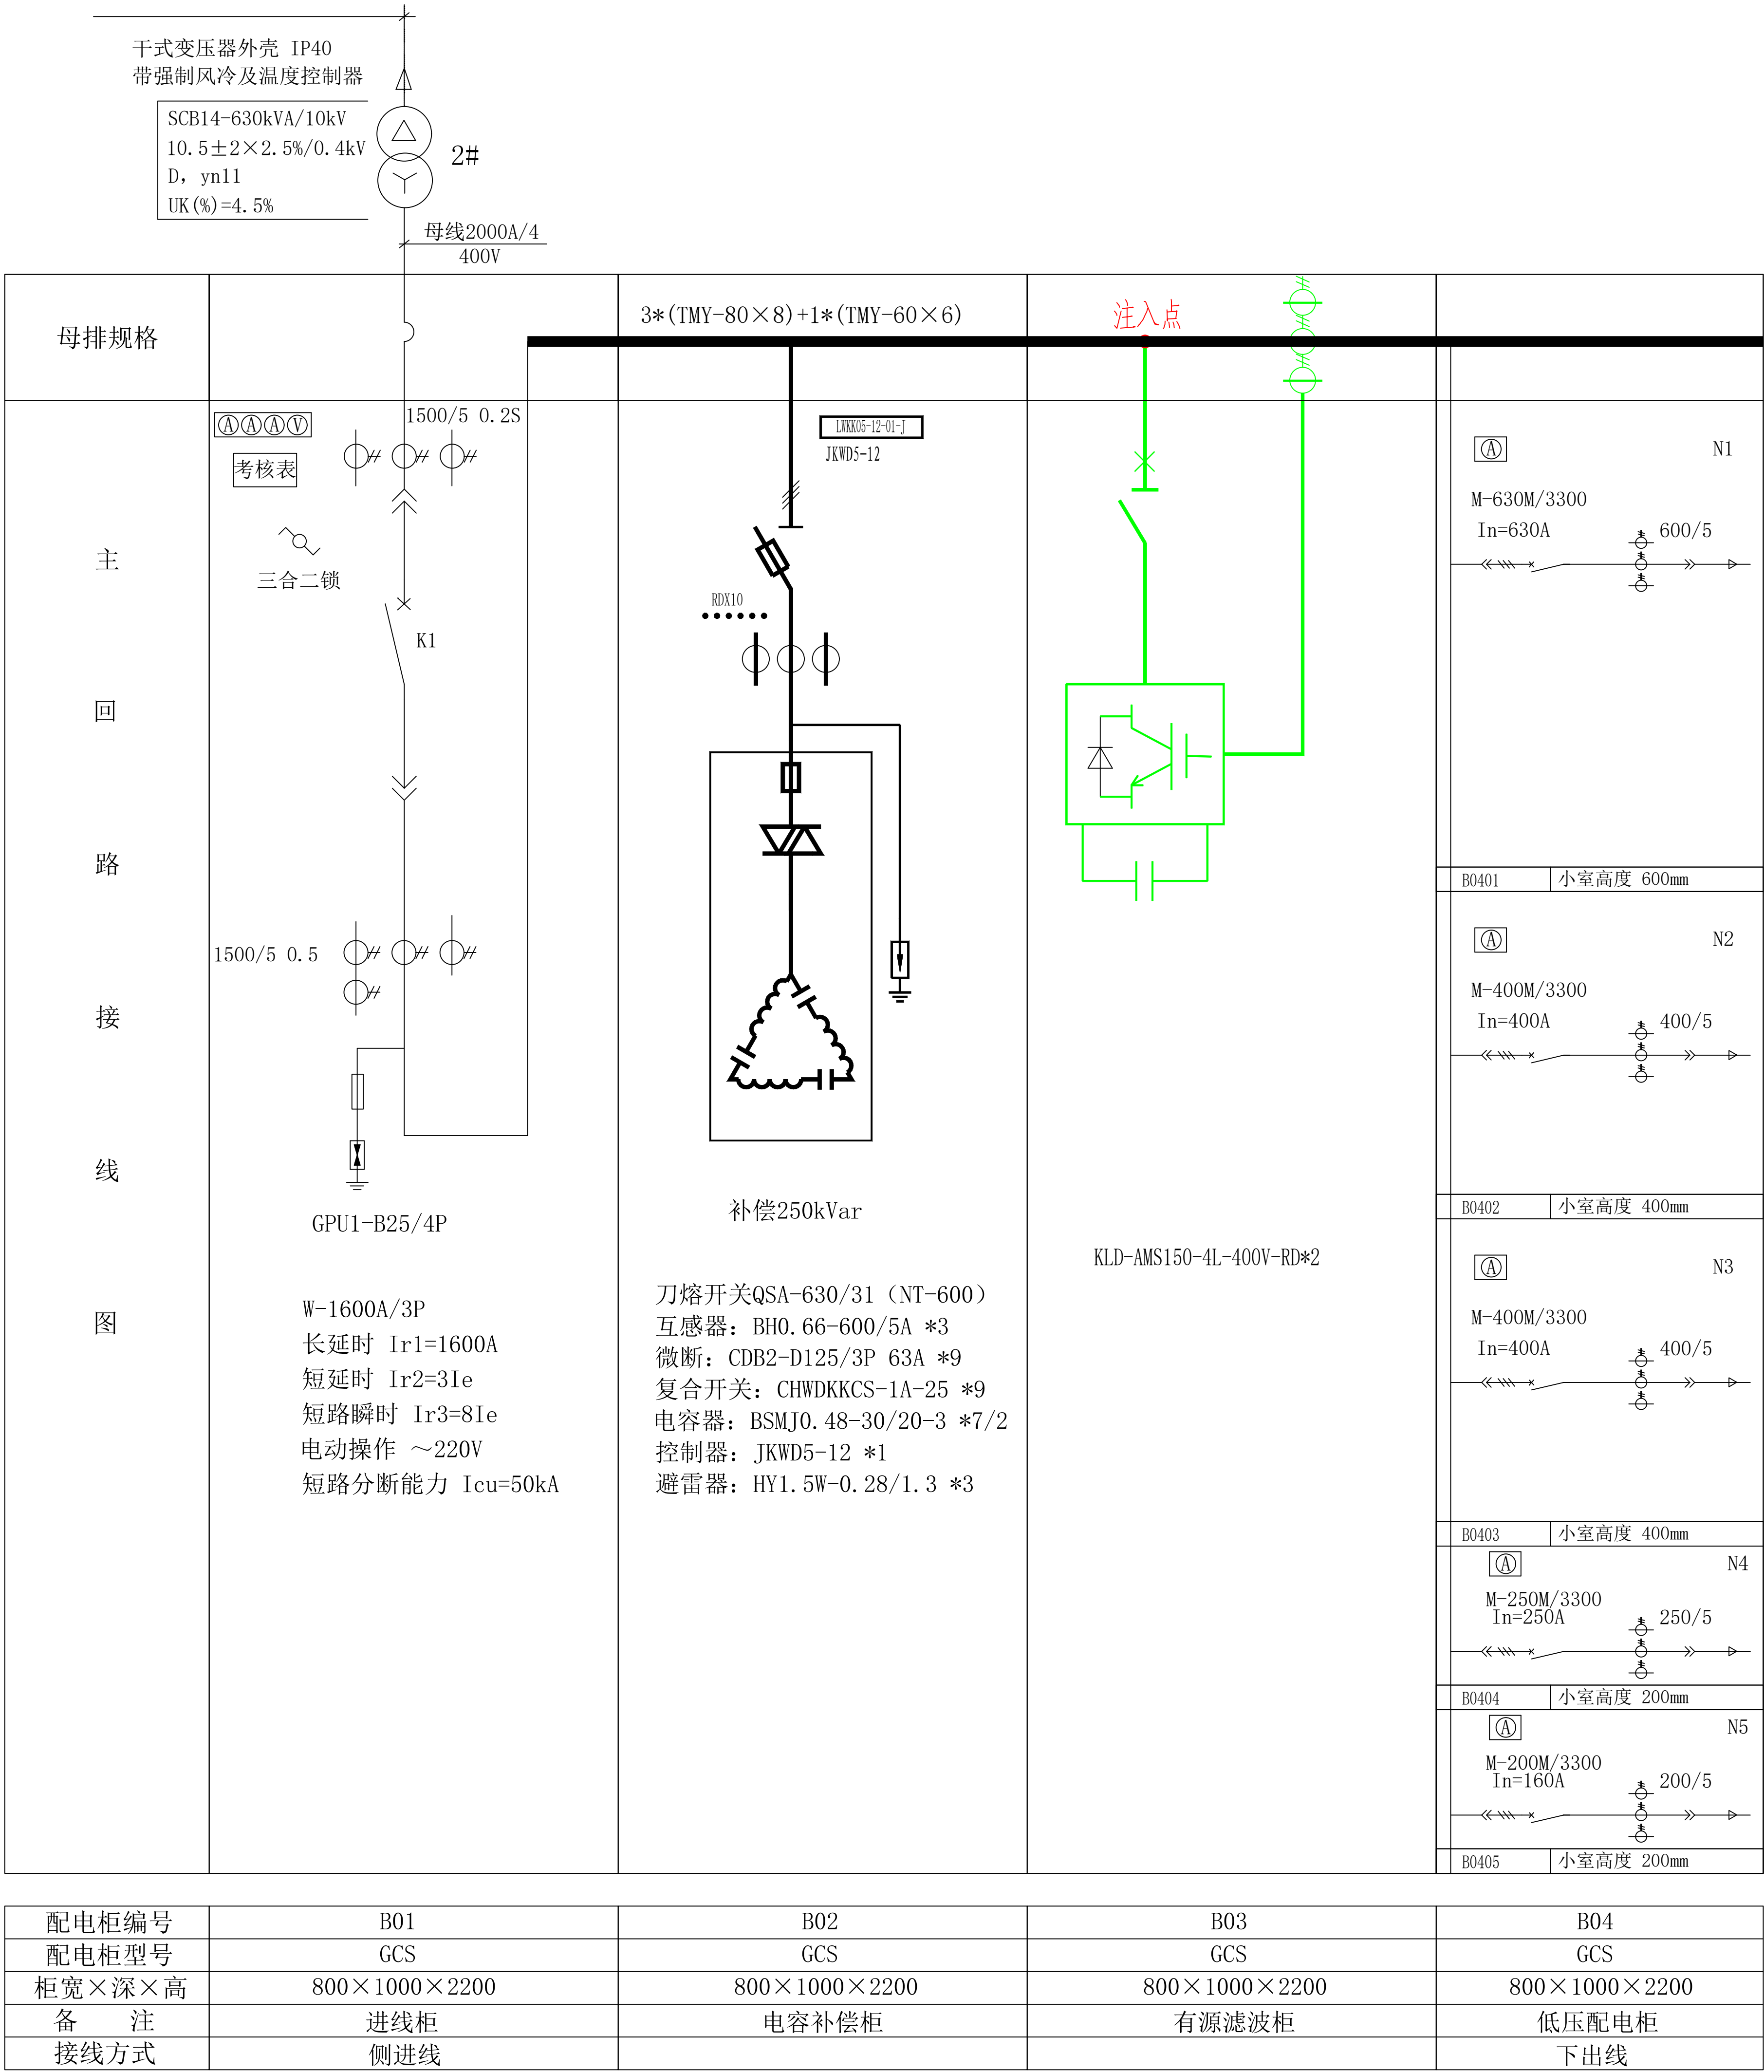 干式变压器外壳 IP40
带强制风冷及温度控制器
SCB14-630kVA/10kV
10.5±2×2.5%/0.4kV
D, yn11
UK(%)=4.5%
2#
母线2000A/4
400V
母排规格
3*(TMY-80×8)+1*(TMY-60×6)
注入点
主
回
路
接
线
图
ⒶⒶⒶⓋ
1500/5 0.2S
考核表
三合二锁
K1
1500/5 0.5
GPU1-B25/4P
W-1600A/3P
长延时 Ir1=1600A
短延时 Ir2=3Ie
短路瞬时 Ir3=8Ie
电动操作 ～220V
短路分断能力 Icu=50kA
LWKK05-12-01-J
JKWD5-12
RDX10
补偿250kVar
刀熔开关QSA-630/31（NT-600）
互感器：BH0.66-600/5A *3
微断：CDB2-D125/3P 63A *9
复合开关：CHWDKKCS-1A-25 *9
电容器：BSMJ0.48-30/20-3 *7/2
控制器：JKWD5-12 *1
避雷器：HY1.5W-0.28/1.3 *3
KLD-AMS150-4L-400V-RD*2
Ⓐ N1
M-630M/3300
In=630A 600/5
B0401 小室高度 600mm
Ⓐ N2
M-400M/3300
In=400A 400/5
B0402 小室高度 400mm
Ⓐ N3
M-400M/3300
In=400A 400/5
B0403 小室高度 400mm
Ⓐ N4
M-250M/3300
In=250A 250/5
B0404 小室高度 200mm
Ⓐ N5
M-200M/3300
In=160A 200/5
B0405 小室高度 200mm
配电柜编号 B01 B02 B03 B04
配电柜型号 GCS GCS GCS GCS
柜宽×深×高 800×1000×2200 800×1000×2200 800×1000×2200 800×1000×2200
备 注 进线柜 电容补偿柜 有源滤波柜 低压配电柜
接线方式 侧进线 下出线